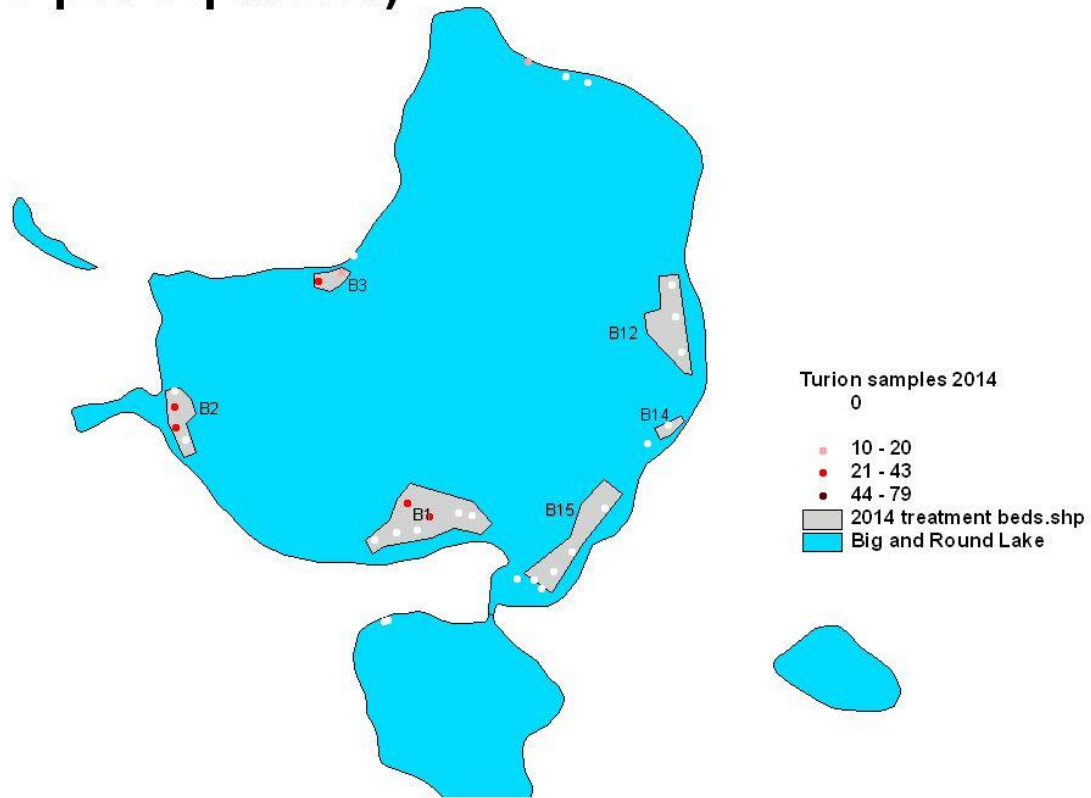 B3
B12
B2
B14
B1
B15
Turion samples 2014
0
10 - 20
21 - 43
44 - 79
2014 treatment beds.shp
Big and Round Lake